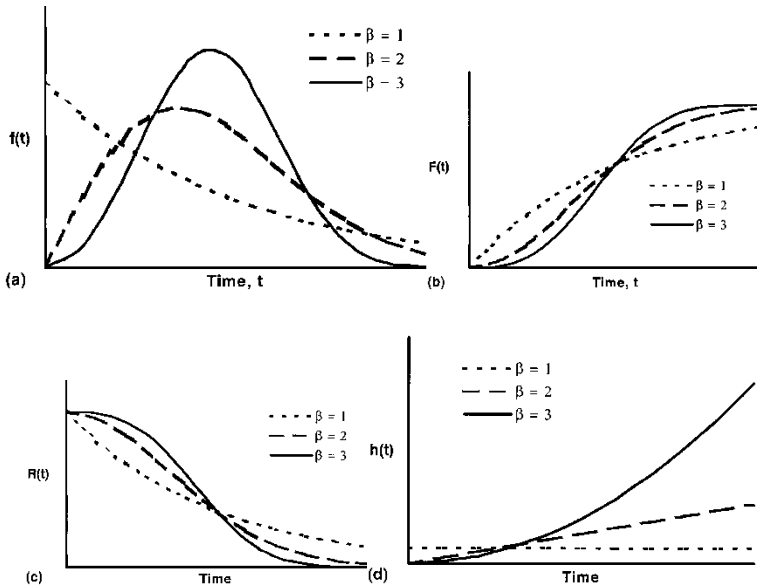 β = 1
β = 2
β = 3
f(t)
Time, t
(a)
β = 1
β = 2
β = 3
F(t)
Time, t
(b)
β = 1
β = 2
β = 3
R(t)
Time
(c)
β = 1
β = 2
β = 3
h(t)
Time
(d)